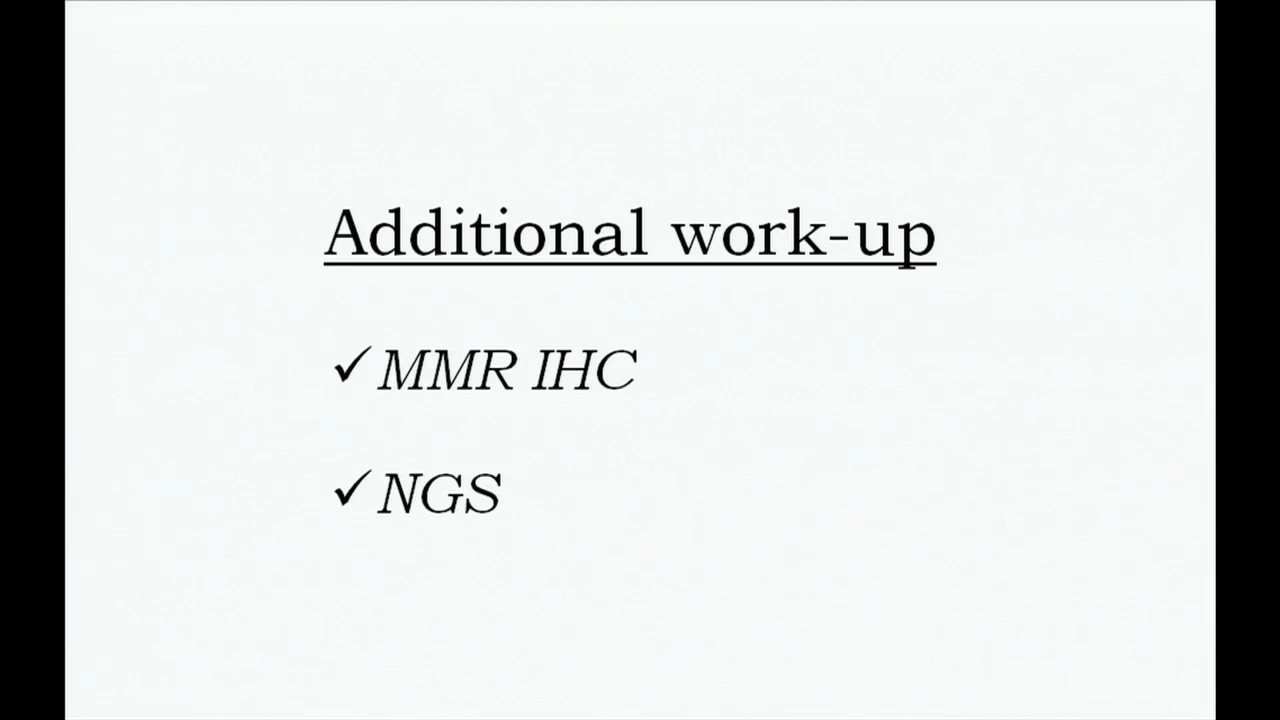 Additional work-up
✓ MMR IHC
✓ NGS